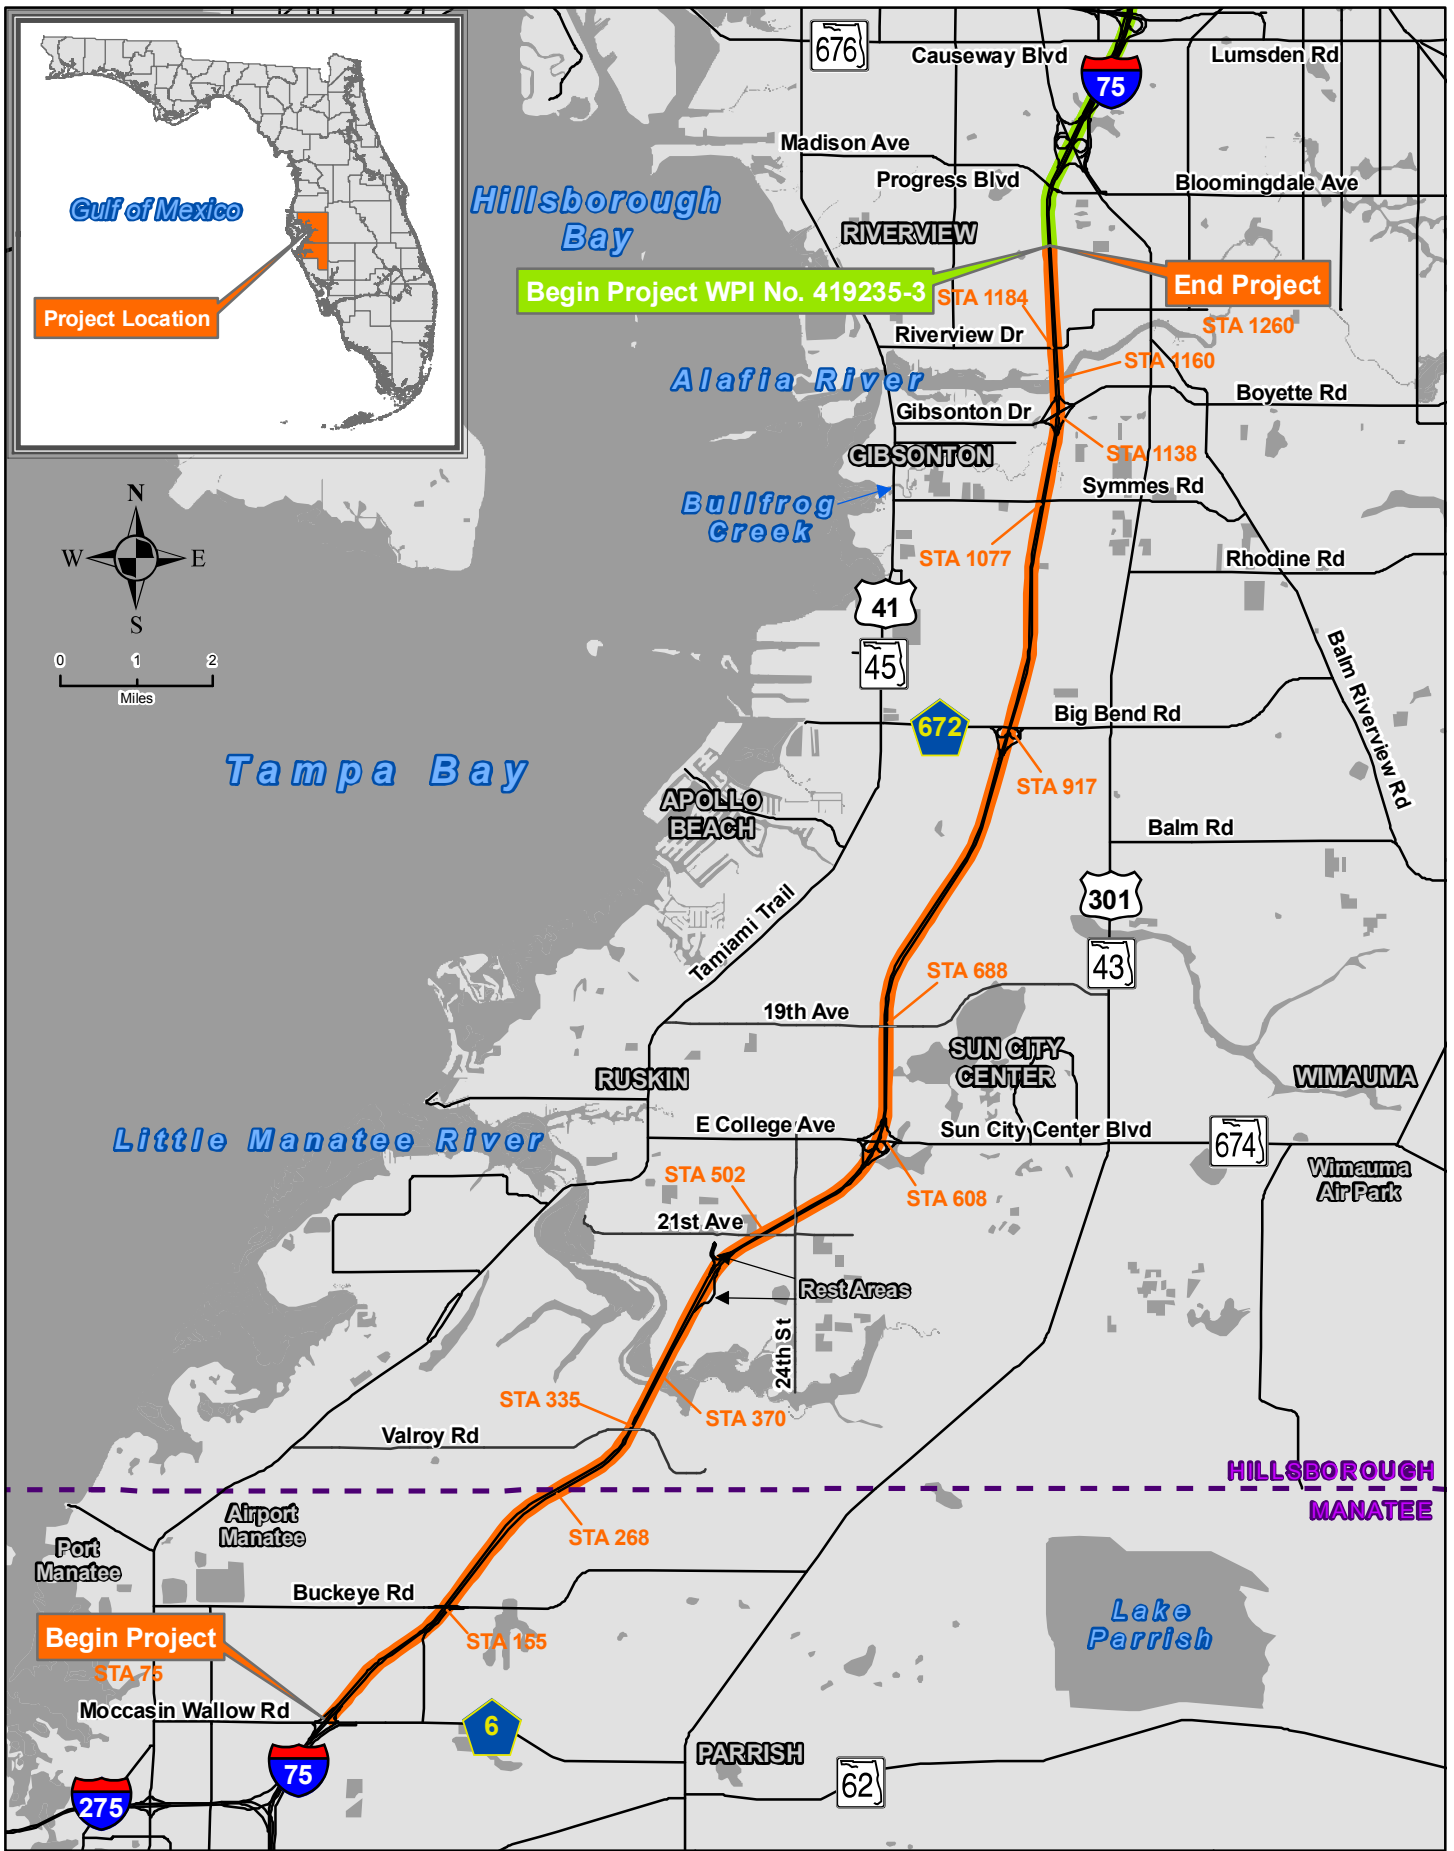 676
Causeway Blvd
Lumsden Rd
75
Madison Ave
Progress Blvd
Bloomingdale Ave
Gulf of Mexico
Hillsborough
Bay
RIVERVIEW
Project Location
Begin Project WPI No. 419235-3
End Project
STA 1184
STA 1260
Riverview Dr
STA 1160
Alafia River
Boyette Rd
Gibsonton Dr
GIBSONTON
STA 1138
Symmes Rd
Bullfrog
Creek
N
W
E
S
STA 1077
Rhodine Rd
41
45
0
1
2
Miles
Balm Riverview Rd
672
Big Bend Rd
Tampa Bay
STA 917
APOLLO
BEACH
Balm Rd
301
Tamiami Trail
43
STA 688
19th Ave
SUN CITY
CENTER
RUSKIN
WIMAUMA
E College Ave
Sun City Center Blvd
674
Little Manatee River
Wimauma
Air Park
STA 502
STA 608
21st Ave
Rest Areas
24th St
STA 335
STA 370
Valroy Rd
HILLSBOROUGH
MANATEE
Airport
Manatee
STA 268
Port
Manatee
Buckeye Rd
Lake
Parrish
Begin Project
STA 75
STA 155
Moccasin Wallow Rd
6
PARRISH
75
62
275